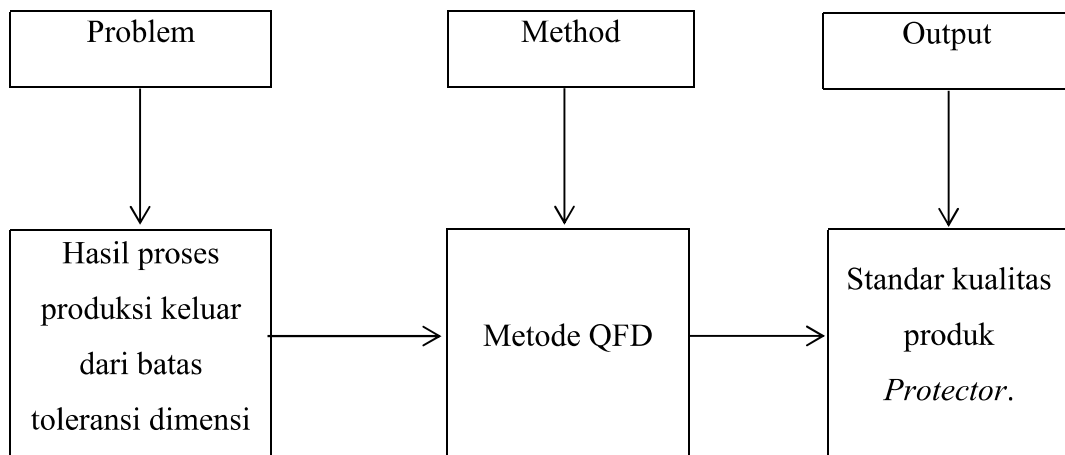 Problem
Method
Output
Hasil proses
produksi keluar
dari batas
toleransi dimensi
Metode QFD
Standar kualitas
produk
Protector.